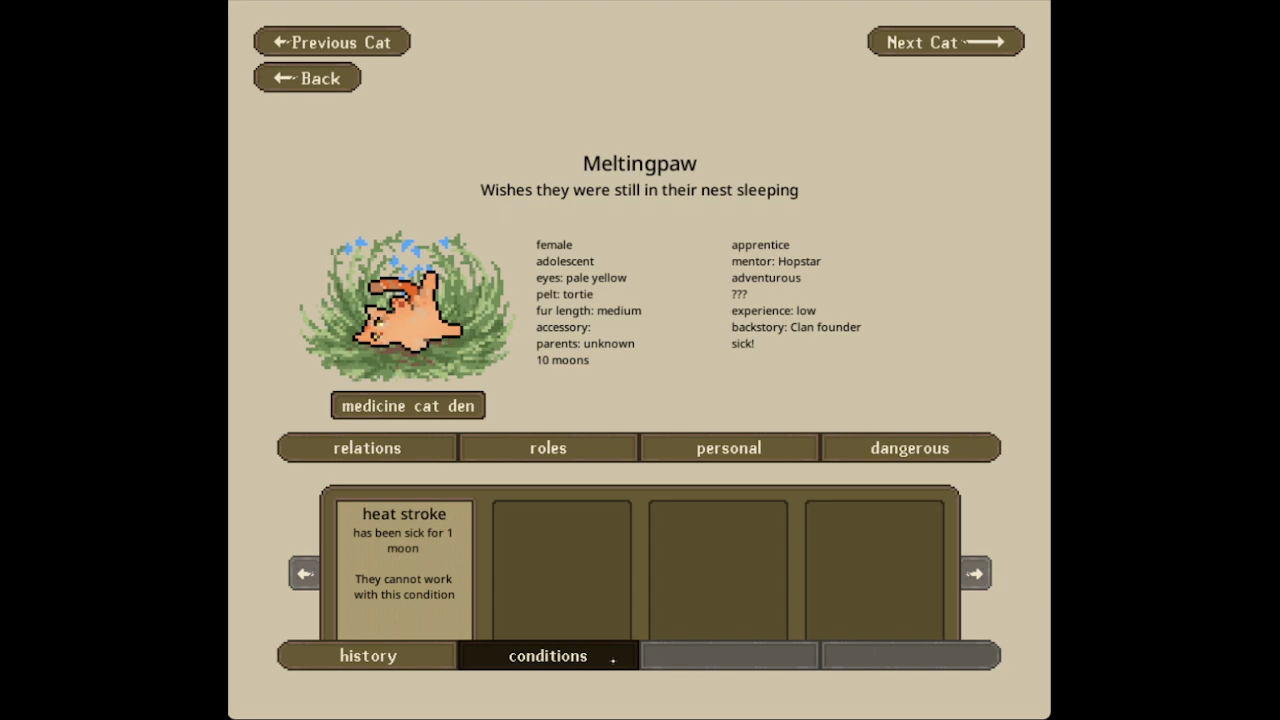 Previous Cat
Next Cat
Back
Meltingpaw
Wishes they were still in their nest sleeping
female
adolescent
eyes: pale yellow
pelt: tortie
fur length: medium
accessory:
parents: unknown
10 moons
apprentice
mentor: Hopstar
adventurous
???
experience: low
backstory: Clan founder
sick!
medicine cat den
relations
roles
personal
dangerous
heat stroke
has been sick for 1
moon
They cannot work
with this condition
history
conditions